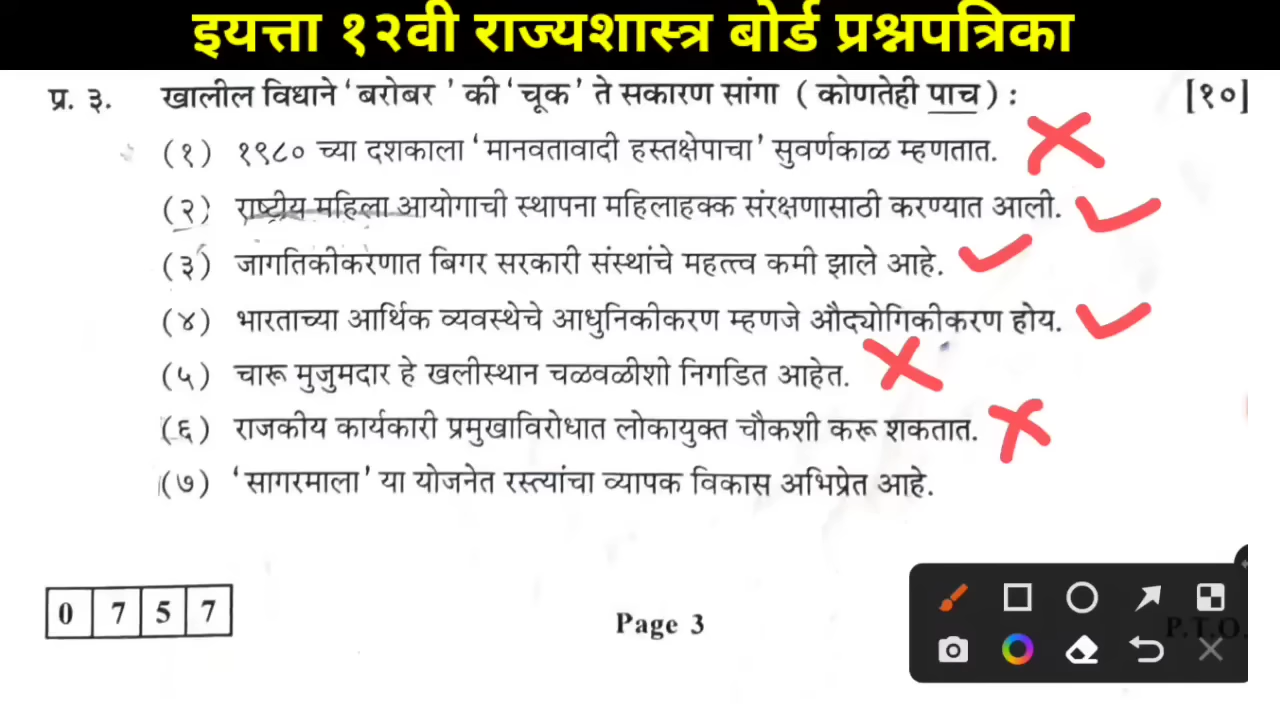 इयत्ता १२वी राज्यशास्त्र बोर्ड प्रश्नपत्रिका
प्र. ३. खालील विधाने ‘बरोबर ’ की ‘चूक’ ते सकारण सांगा ( कोणतेही पाच ) : [१०]
(१) १९८० च्या दशकाला ‘मानवतावादी हस्तक्षेपाचा’ सुवर्णकाळ म्हणतात.
(२) राष्ट्रीय महिला आयोगाची स्थापना महिलाहक्क संरक्षणासाठी करण्यात आली.
(३) जागतिकीकरणात बिगर सरकारी संस्थांचे महत्त्व कमी झाले आहे.
(४) भारताच्या आर्थिक व्यवस्थेचे आधुनिकीकरण म्हणजे औद्योगिकीकरण होय.
(५) चारू मुजुमदार हे खलीस्थान चळवळीशी निगडित आहेत.
(६) राजकीय कार्यकारी प्रमुखाविरोधात लोकायुक्त चौकशी करू शकतात.
(७) ‘सागरमाला’ या योजनेत रस्त्यांचा व्यापक विकास अभिप्रेत आहे.
0 7 5 7 Page 3 P.T.O.